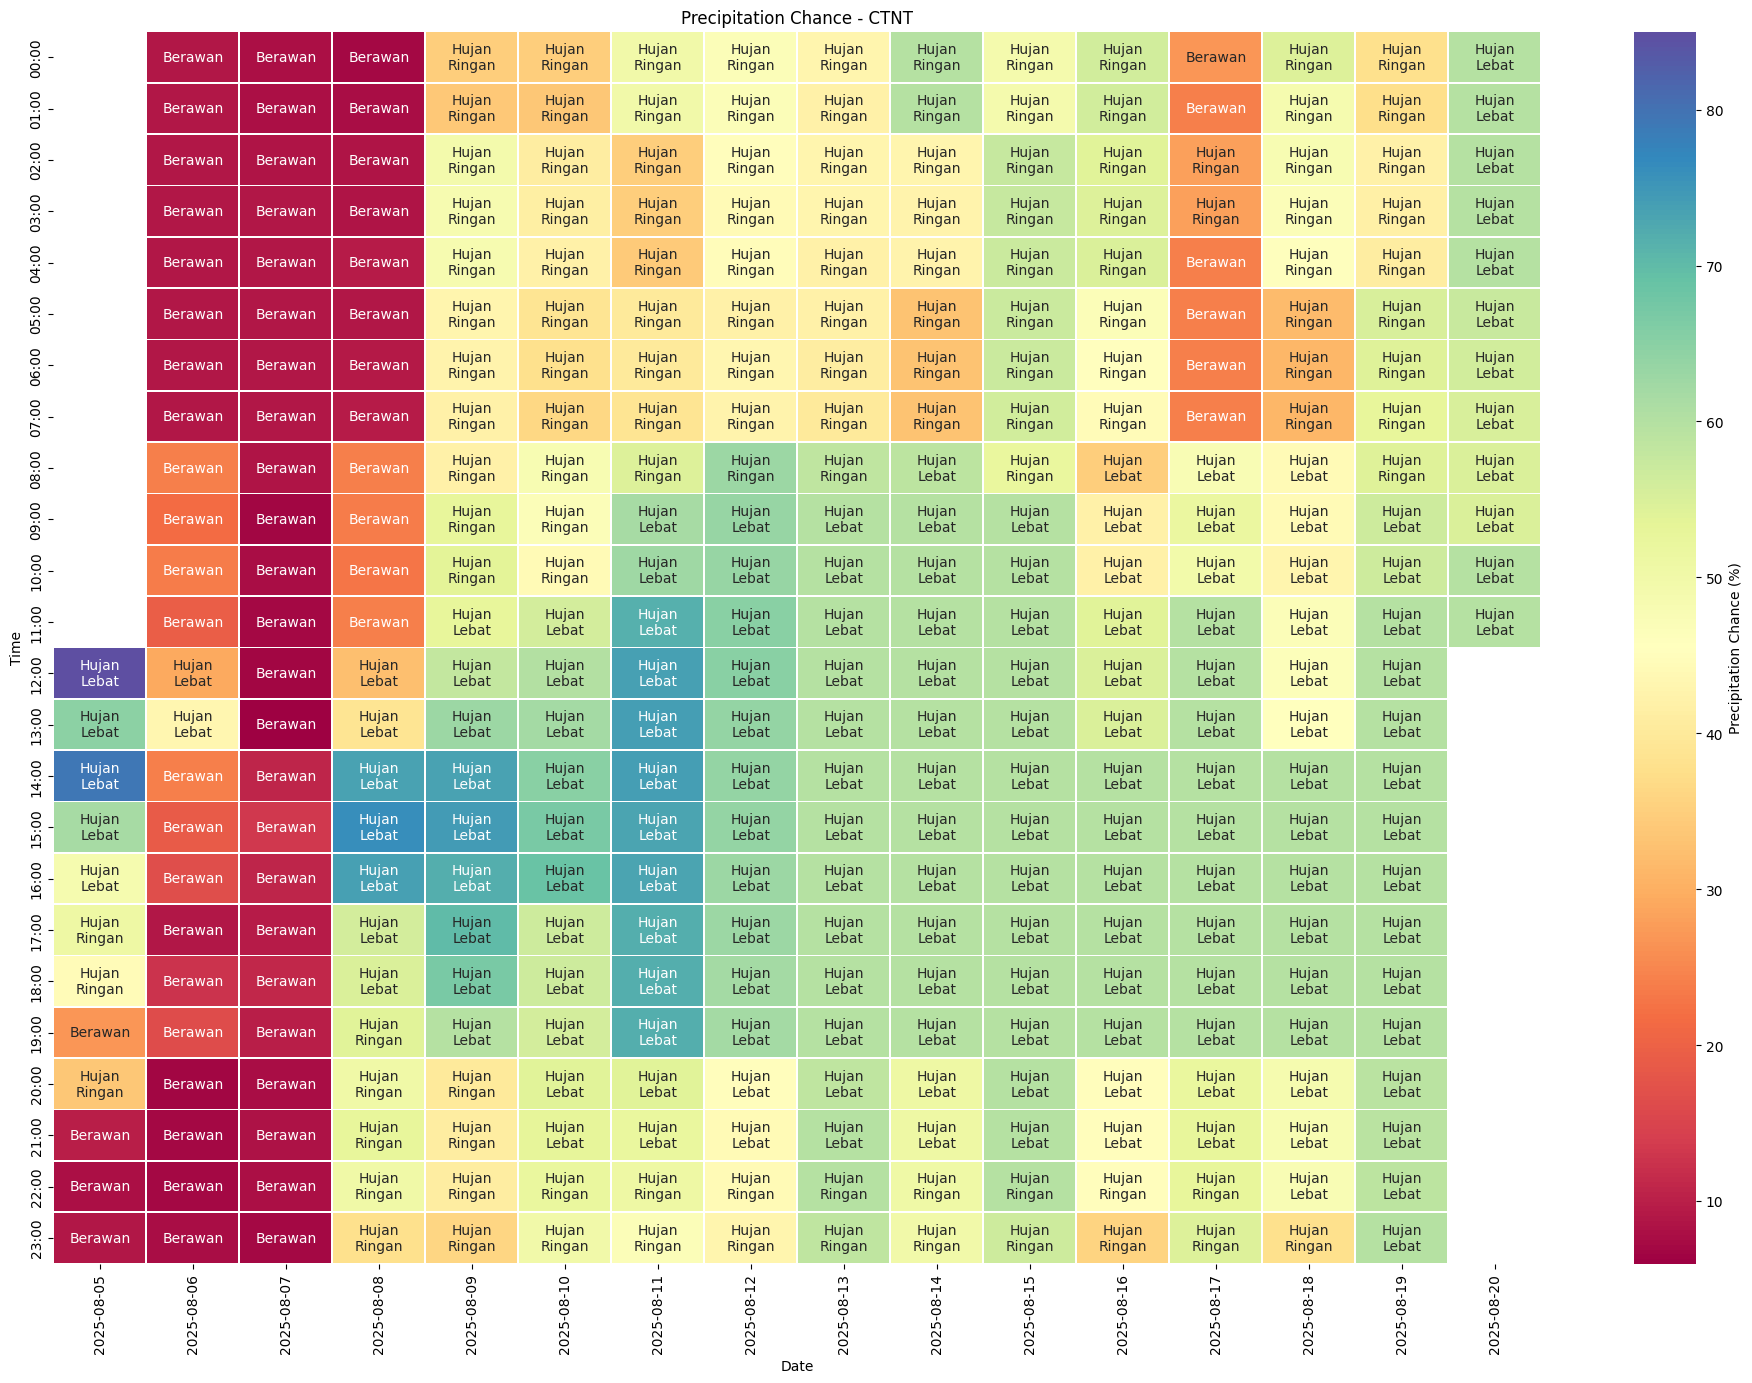 Precipitation Chance - CTNT
00:00 Berawan Berawan Berawan Hujan Ringan Hujan Ringan Hujan Ringan Hujan Ringan Hujan Ringan Hujan Ringan Hujan Ringan Hujan Ringan Berawan Hujan Ringan Hujan Ringan Hujan Lebat
01:00 Berawan Berawan Berawan Hujan Ringan Hujan Ringan Hujan Ringan Hujan Ringan Hujan Ringan Hujan Ringan Hujan Ringan Hujan Ringan Berawan Hujan Ringan Hujan Ringan Hujan Lebat
02:00 Berawan Berawan Berawan Hujan Ringan Hujan Ringan Hujan Ringan Hujan Ringan Hujan Ringan Hujan Ringan Hujan Ringan Hujan Ringan Hujan Ringan Hujan Ringan Hujan Ringan Hujan Lebat
03:00 Berawan Berawan Berawan Hujan Ringan Hujan Ringan Hujan Ringan Hujan Ringan Hujan Ringan Hujan Ringan Hujan Ringan Hujan Ringan Hujan Ringan Hujan Ringan Hujan Ringan Hujan Lebat
04:00 Berawan Berawan Berawan Hujan Ringan Hujan Ringan Hujan Ringan Hujan Ringan Hujan Ringan Hujan Ringan Hujan Ringan Hujan Ringan Berawan Hujan Ringan Hujan Ringan Hujan Lebat
05:00 Berawan Berawan Berawan Hujan Ringan Hujan Ringan Hujan Ringan Hujan Ringan Hujan Ringan Hujan Ringan Hujan Ringan Hujan Ringan Berawan Hujan Ringan Hujan Ringan Hujan Lebat
06:00 Berawan Berawan Berawan Hujan Ringan Hujan Ringan Hujan Ringan Hujan Ringan Hujan Ringan Hujan Ringan Hujan Ringan Hujan Ringan Berawan Hujan Ringan Hujan Ringan Hujan Lebat
07:00 Berawan Berawan Berawan Hujan Ringan Hujan Ringan Hujan Ringan Hujan Ringan Hujan Ringan Hujan Ringan Hujan Ringan Hujan Ringan Berawan Hujan Ringan Hujan Ringan Hujan Lebat
08:00 Berawan Berawan Berawan Hujan Ringan Hujan Ringan Hujan Ringan Hujan Ringan Hujan Ringan Hujan Lebat Hujan Ringan Hujan Lebat Hujan Lebat Hujan Lebat Hujan Ringan Hujan Lebat
09:00 Berawan Berawan Berawan Hujan Ringan Hujan Ringan Hujan Lebat Hujan Lebat Hujan Lebat Hujan Lebat Hujan Lebat Hujan Lebat Hujan Lebat Hujan Lebat Hujan Lebat Hujan Lebat
10:00 Berawan Berawan Berawan Hujan Ringan Hujan Ringan Hujan Lebat Hujan Lebat Hujan Lebat Hujan Lebat Hujan Lebat Hujan Lebat Hujan Lebat Hujan Lebat Hujan Lebat Hujan Lebat
11:00 Berawan Berawan Berawan Hujan Lebat Hujan Lebat Hujan Lebat Hujan Lebat Hujan Lebat Hujan Lebat Hujan Lebat Hujan Lebat Hujan Lebat Hujan Lebat Hujan Lebat Hujan Lebat
12:00 Hujan Lebat Hujan Lebat Berawan Hujan Lebat Hujan Lebat Hujan Lebat Hujan Lebat Hujan Lebat Hujan Lebat Hujan Lebat Hujan Lebat Hujan Lebat Hujan Lebat Hujan Lebat Hujan Lebat
13:00 Hujan Lebat Hujan Lebat Berawan Hujan Lebat Hujan Lebat Hujan Lebat Hujan Lebat Hujan Lebat Hujan Lebat Hujan Lebat Hujan Lebat Hujan Lebat Hujan Lebat Hujan Lebat Hujan Lebat
14:00 Hujan Lebat Berawan Berawan Hujan Lebat Hujan Lebat Hujan Lebat Hujan Lebat Hujan Lebat Hujan Lebat Hujan Lebat Hujan Lebat Hujan Lebat Hujan Lebat Hujan Lebat Hujan Lebat
15:00 Hujan Lebat Berawan Berawan Hujan Lebat Hujan Lebat Hujan Lebat Hujan Lebat Hujan Lebat Hujan Lebat Hujan Lebat Hujan Lebat Hujan Lebat Hujan Lebat Hujan Lebat Hujan Lebat
16:00 Hujan Lebat Berawan Berawan Hujan Lebat Hujan Lebat Hujan Lebat Hujan Lebat Hujan Lebat Hujan Lebat Hujan Lebat Hujan Lebat Hujan Lebat Hujan Lebat Hujan Lebat Hujan Lebat
17:00 Hujan Ringan Berawan Berawan Hujan Lebat Hujan Lebat Hujan Lebat Hujan Lebat Hujan Lebat Hujan Lebat Hujan Lebat Hujan Lebat Hujan Lebat Hujan Lebat Hujan Lebat Hujan Lebat
18:00 Hujan Ringan Berawan Berawan Hujan Lebat Hujan Lebat Hujan Lebat Hujan Lebat Hujan Lebat Hujan Lebat Hujan Lebat Hujan Lebat Hujan Lebat Hujan Lebat Hujan Lebat Hujan Lebat
19:00 Berawan Berawan Berawan Hujan Ringan Hujan Lebat Hujan Lebat Hujan Lebat Hujan Lebat Hujan Lebat Hujan Lebat Hujan Lebat Hujan Lebat Hujan Lebat Hujan Lebat Hujan Lebat
20:00 Hujan Ringan Berawan Berawan Hujan Ringan Hujan Ringan Hujan Lebat Hujan Lebat Hujan Lebat Hujan Lebat Hujan Lebat Hujan Lebat Hujan Lebat Hujan Lebat Hujan Lebat Hujan Lebat
21:00 Berawan Berawan Berawan Hujan Ringan Hujan Ringan Hujan Lebat Hujan Lebat Hujan Lebat Hujan Lebat Hujan Lebat Hujan Lebat Hujan Lebat Hujan Lebat Hujan Lebat Hujan Lebat
22:00 Berawan Berawan Berawan Hujan Ringan Hujan Ringan Hujan Ringan Hujan Ringan Hujan Ringan Hujan Ringan Hujan Ringan Hujan Ringan Hujan Ringan Hujan Ringan Hujan Lebat Hujan Lebat
23:00 Berawan Berawan Berawan Hujan Ringan Hujan Ringan Hujan Ringan Hujan Ringan Hujan Ringan Hujan Ringan Hujan Ringan Hujan Ringan Hujan Ringan Hujan Ringan Hujan Ringan Hujan Lebat
2025-08-05 2025-08-06 2025-08-07 2025-08-08 2025-08-09 2025-08-10 2025-08-11 2025-08-12 2025-08-13 2025-08-14 2025-08-15 2025-08-16 2025-08-17 2025-08-18 2025-08-19 2025-08-20
Time
Date
80
70
60
50
40
30
20
10
Precipitation Chance (%)